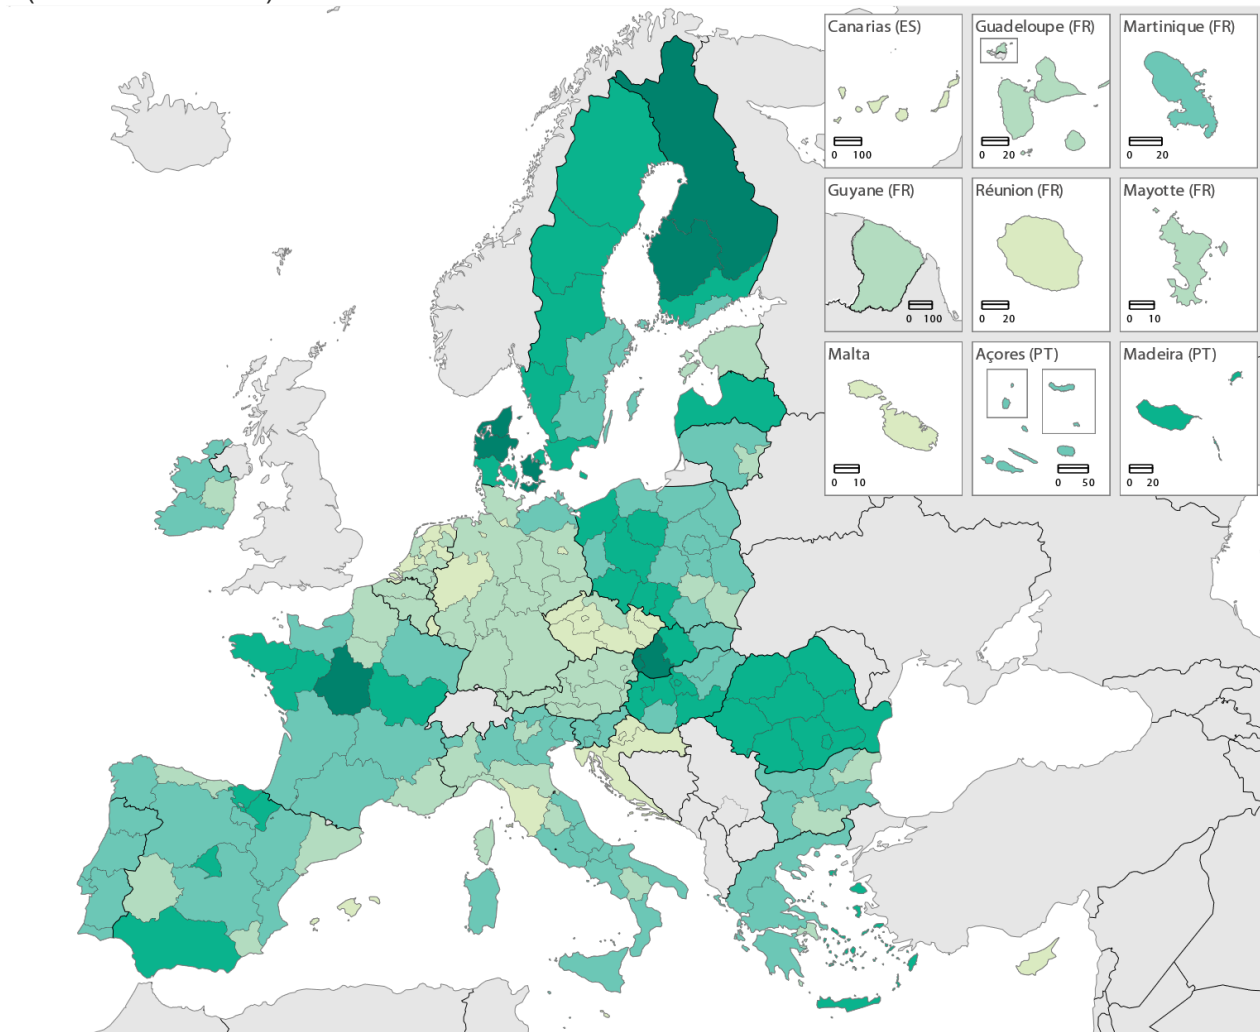 Canarias (ES)
0 100
Guadeloupe (FR)
0 20
Martinique (FR)
0 20
Guyane (FR)
0 100
Réunion (FR)
0 20
Mayotte (FR)
0 10
Malta
0 10
Açores (PT)
0 50
Madeira (PT)
0 20